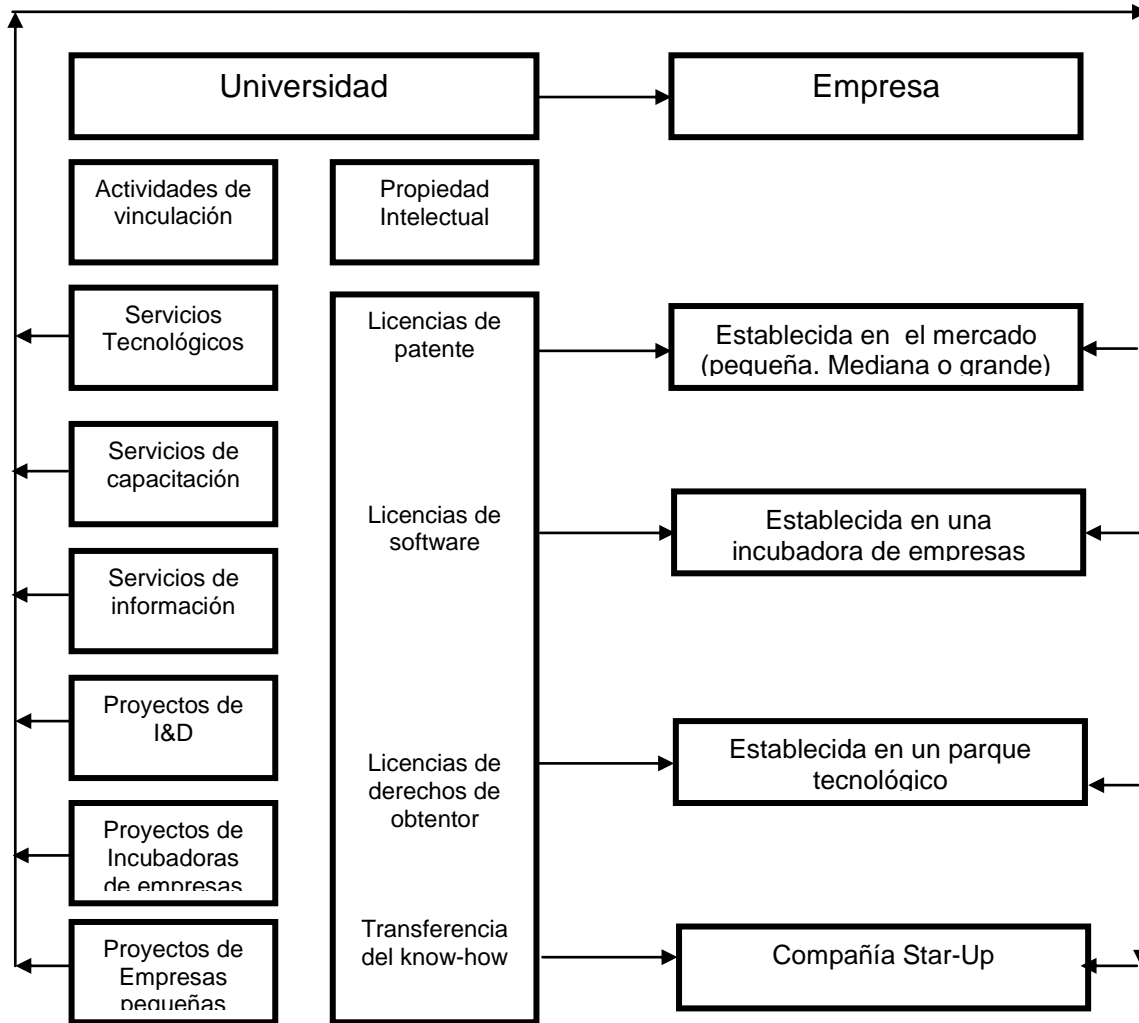 Universidad
Empresa
Actividades de
vinculación
Propiedad
Intelectual
Servicios
Tecnológicos
Servicios de
capacitación
Servicios de
información
Proyectos de
I&D
Proyectos de
Incubadoras
de empresas
Proyectos de
Empresas
pequeñas
Licencias de
patente
Licencias de
software
Licencias de
derechos de
obtentor
Transferencia
del know-how
Establecida en el mercado
(pequeña. Mediana o grande)
Establecida en una
incubadora de empresas
Establecida en un parque
tecnológico
Compañía Star-Up